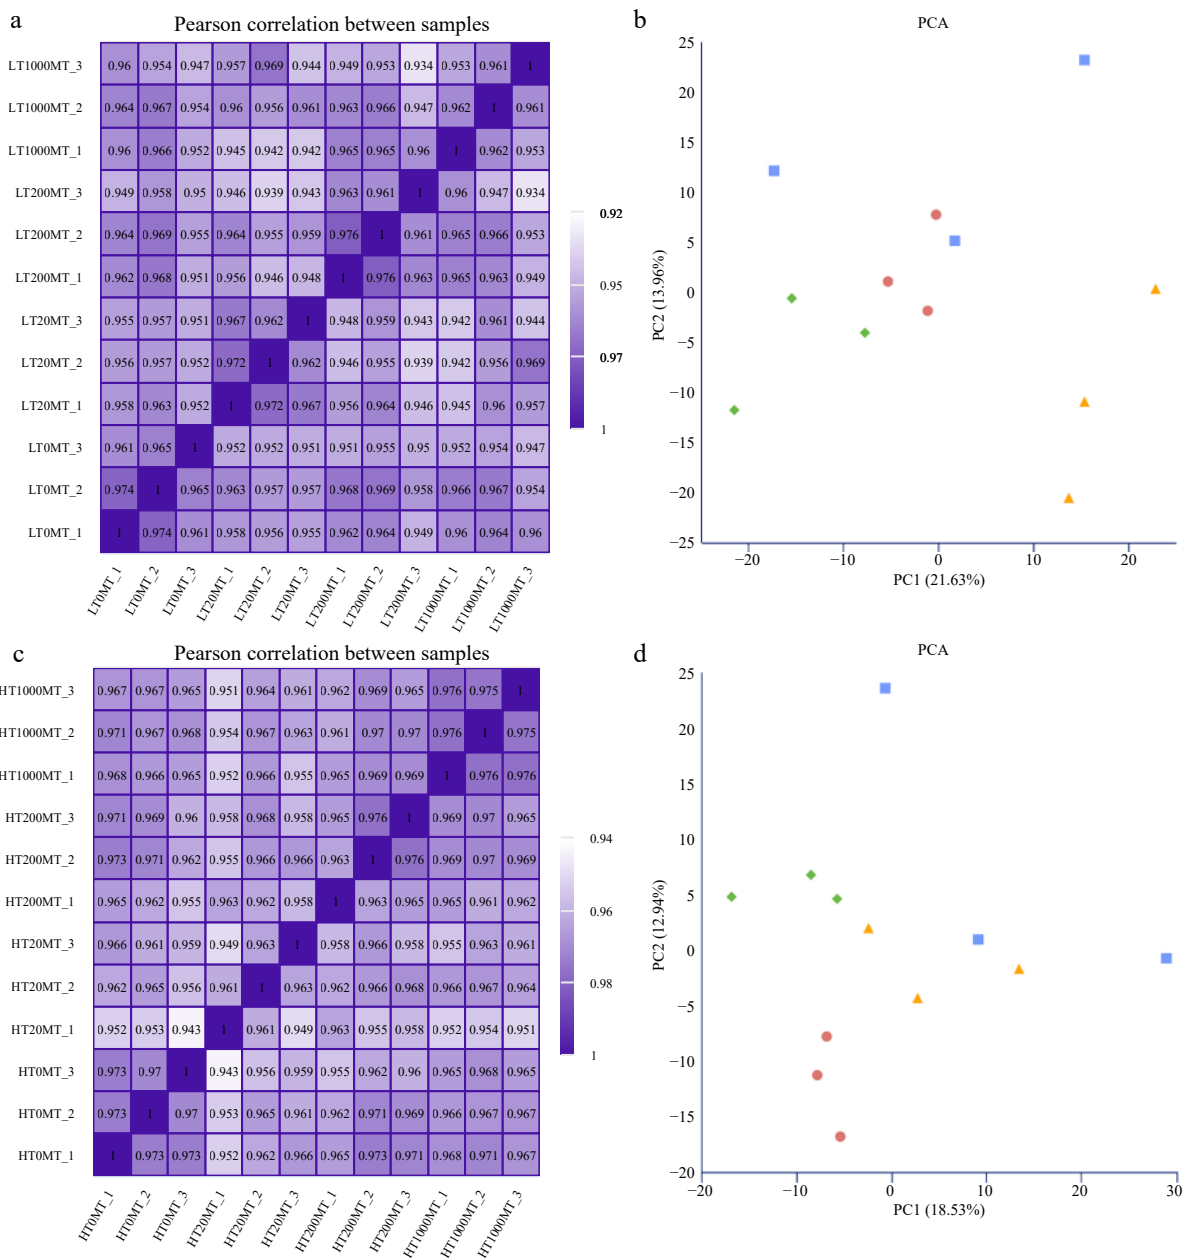 a
Pearson correlation between samples
LT1000MT_3 0.96 0.954 0.947 0.957 0.969 0.944 0.949 0.953 0.934 0.953 0.961 1
LT1000MT_2 0.964 0.967 0.954 0.96 0.956 0.961 0.963 0.966 0.947 0.962 1 0.961
LT1000MT_1 0.96 0.966 0.952 0.945 0.942 0.942 0.965 0.965 0.96 1 0.962 0.953
LT200MT_3 0.949 0.958 0.95 0.946 0.939 0.943 0.963 0.961 1 0.96 0.947 0.934
LT200MT_2 0.964 0.969 0.955 0.964 0.955 0.959 0.976 1 0.961 0.965 0.966 0.953
LT200MT_1 0.962 0.968 0.951 0.956 0.946 0.948 1 0.976 0.963 0.965 0.963 0.949
LT20MT_3 0.955 0.957 0.951 0.967 0.962 1 0.948 0.959 0.943 0.942 0.961 0.944
LT20MT_2 0.956 0.957 0.952 0.972 1 0.962 0.946 0.955 0.939 0.942 0.956 0.969
LT20MT_1 0.958 0.963 0.952 1 0.972 0.967 0.956 0.964 0.946 0.945 0.96 0.957
LT0MT_3 0.961 0.965 1 0.952 0.952 0.951 0.951 0.955 0.95 0.952 0.954 0.947
LT0MT_2 0.974 1 0.965 0.963 0.957 0.957 0.968 0.969 0.958 0.966 0.967 0.954
LT0MT_1 1 0.974 0.961 0.958 0.956 0.955 0.962 0.964 0.949 0.96 0.964 0.96
LT0MT_1 LT0MT_2 LT0MT_3 LT20MT_1 LT20MT_2 LT20MT_3 LT200MT_1 LT200MT_2 LT200MT_3 LT1000MT_1 LT1000MT_2 LT1000MT_3
0.92
0.95
0.97
1
b
PCA
25
20
15
10
5
0
−5
−10
−15
−20
−25
PC2 (13.96%)
−20 −10 0 10 20
PC1 (21.63%)
c
Pearson correlation between samples
HT1000MT_3 0.967 0.967 0.965 0.951 0.964 0.961 0.962 0.969 0.965 0.976 0.975 1
HT1000MT_2 0.971 0.967 0.968 0.954 0.967 0.963 0.961 0.97 0.97 0.976 1 0.975
HT1000MT_1 0.968 0.966 0.965 0.952 0.966 0.955 0.965 0.969 0.969 1 0.976 0.976
HT200MT_3 0.971 0.969 0.96 0.958 0.968 0.958 0.965 0.976 1 0.969 0.97 0.965
HT200MT_2 0.973 0.971 0.962 0.955 0.966 0.966 0.963 1 0.976 0.969 0.97 0.969
HT200MT_1 0.965 0.962 0.955 0.963 0.962 0.958 1 0.963 0.965 0.965 0.961 0.962
HT20MT_3 0.966 0.961 0.959 0.949 0.963 1 0.958 0.966 0.958 0.955 0.963 0.961
HT20MT_2 0.962 0.965 0.956 0.961 1 0.963 0.962 0.966 0.968 0.966 0.967 0.964
HT20MT_1 0.952 0.953 0.943 1 0.961 0.949 0.963 0.955 0.958 0.952 0.954 0.951
HT0MT_3 0.973 0.97 1 0.943 0.956 0.959 0.955 0.962 0.96 0.965 0.968 0.965
HT0MT_2 0.973 1 0.97 0.953 0.965 0.961 0.962 0.971 0.969 0.966 0.967 0.967
HT0MT_1 1 0.973 0.973 0.952 0.962 0.966 0.965 0.973 0.971 0.968 0.971 0.967
HT0MT_1 HT0MT_2 HT0MT_3 HT20MT_1 HT20MT_2 HT20MT_3 HT200MT_1 HT200MT_2 HT200MT_3 HT1000MT_1 HT1000MT_2 HT1000MT_3
0.94
0.96
0.98
1
d
PCA
25
20
15
10
5
0
−5
−10
−15
−20
PC2 (12.94%)
−20 −10 0 10 20 30
PC1 (18.53%)